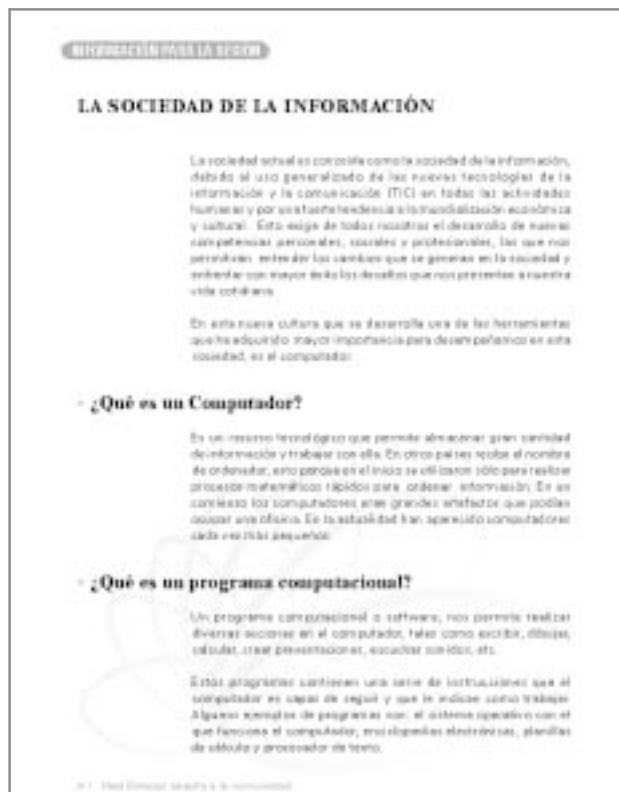 INFORMACIÓN PARA LA SESIÓN
LA SOCIEDAD DE LA INFORMACIÓN
La sociedad actual es conocida como la sociedad de la información,
debido al uso generalizado de las nuevas tecnologías de la
información y la comunicación (TIC) en todas las actividades
humanas y por una fuerte tendencia a la mundialización económica
y cultural. Esto exige de todos nosotros el desarrollo de nuevas
competencias personales, sociales y profesionales, las que nos
permitirán entender los cambios que se generan en la sociedad y
enfrentar con mayor éxito los desafíos que nos presentan a nuestra
vida cotidiana.
En esta nueva cultura que se desarrolla una de las herramientas
que ha adquirido mayor importancia para desempeñarnos en esta
sociedad, es el computador.
· ¿Qué es un Computador?
Es un recurso tecnológico que permite almacenar gran cantidad
de información y trabajar con ella. En otros países recibe el nombre
de ordenador, esto porque en el inicio se utilizaron sólo para realizar
procesos matemáticos rápidos para ordenar información. En un
comienzo los computadores eran grandes artefactos que podían
ocupar una oficina. En la actualidad han aparecido computadores
cada vez más pequeños.
· ¿Qué es un programa computacional?
Un programa computacional o software, nos permite realizar
diversas acciones en el computador, tales como escribir, dibujar,
calcular, crear presentaciones, escuchar sonidos, etc.
Estos programas contienen una serie de instrucciones que el
computador es capaz de seguir y que le indican como trabajar.
Algunos ejemplos de programas son: el sistema operativo con el
que funciona el computador, enciclopedias electrónicas, planillas
de cálculo y procesador de texto.
Red Enlaces abierta a la comunidad